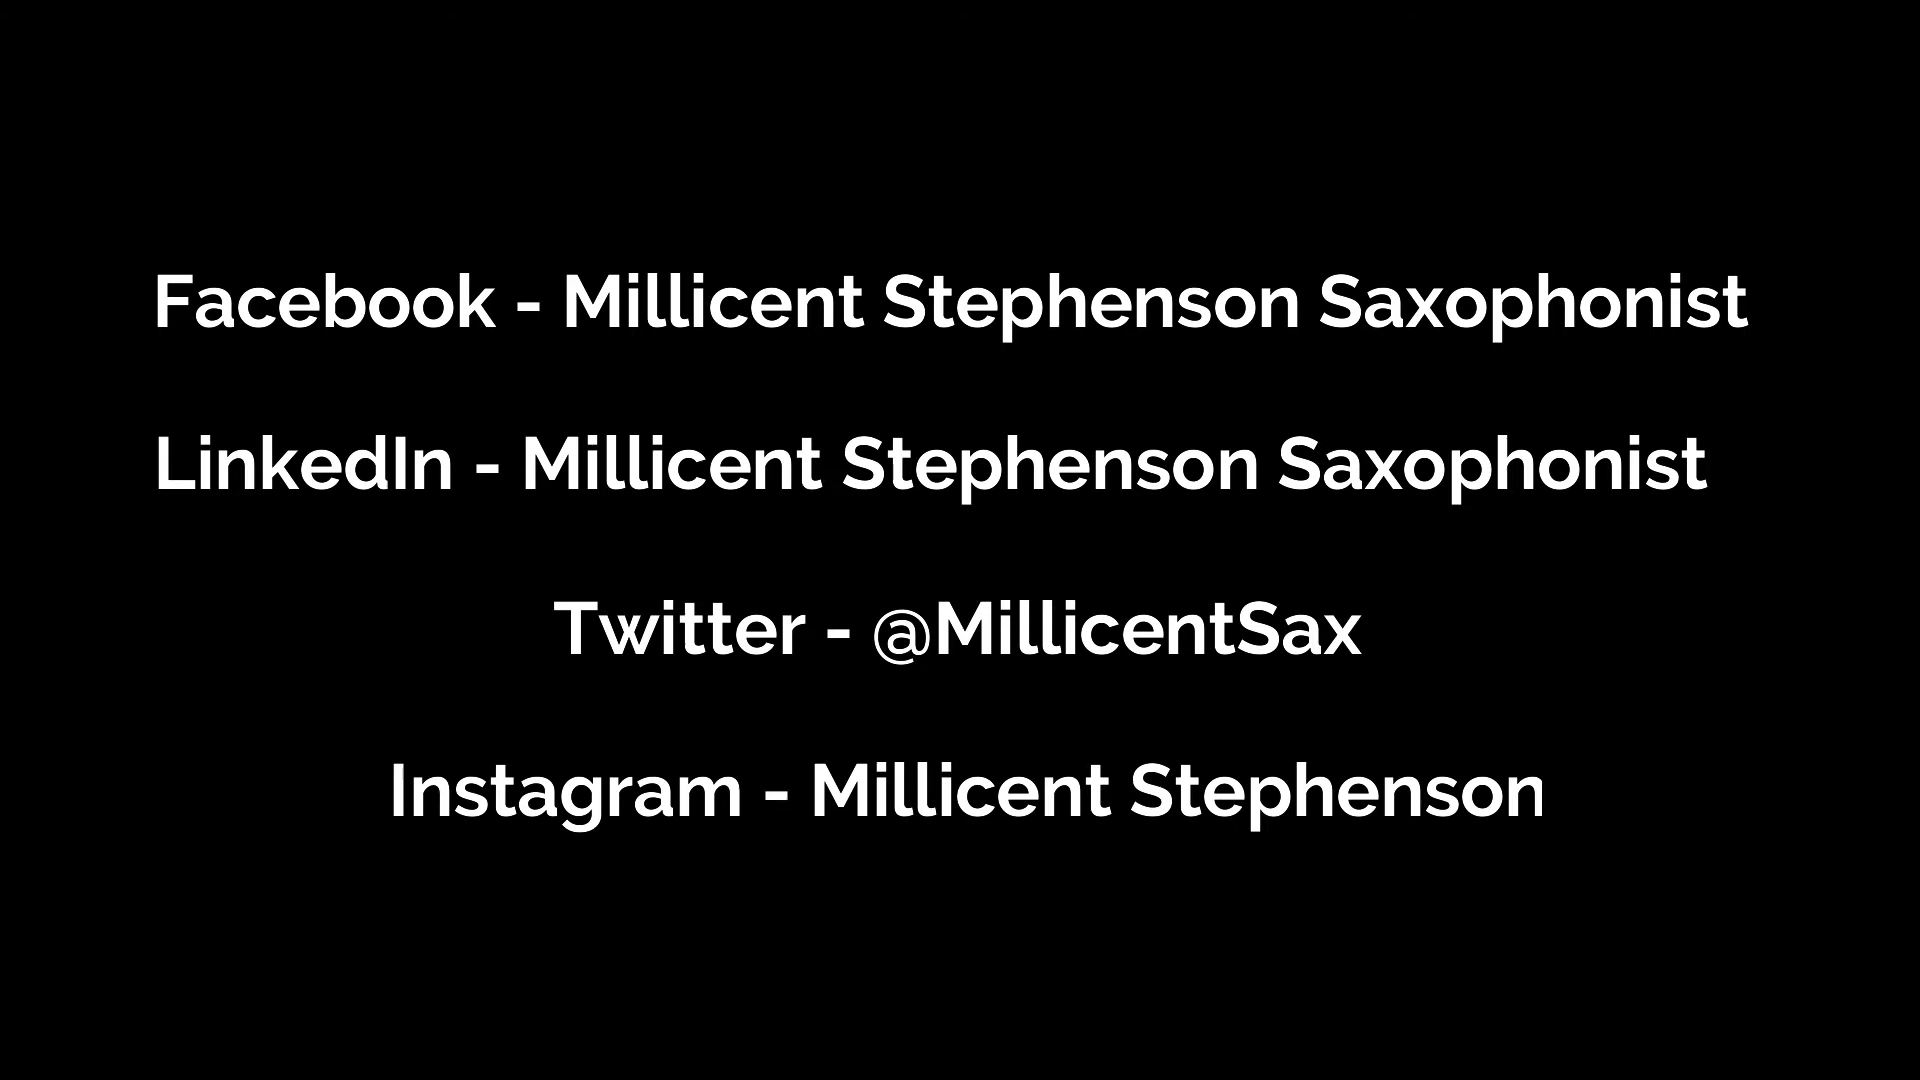 Facebook - Millicent Stephenson Saxophonist
LinkedIn - Millicent Stephenson Saxophonist
Twitter - @MillicentSax
Instagram - Millicent Stephenson